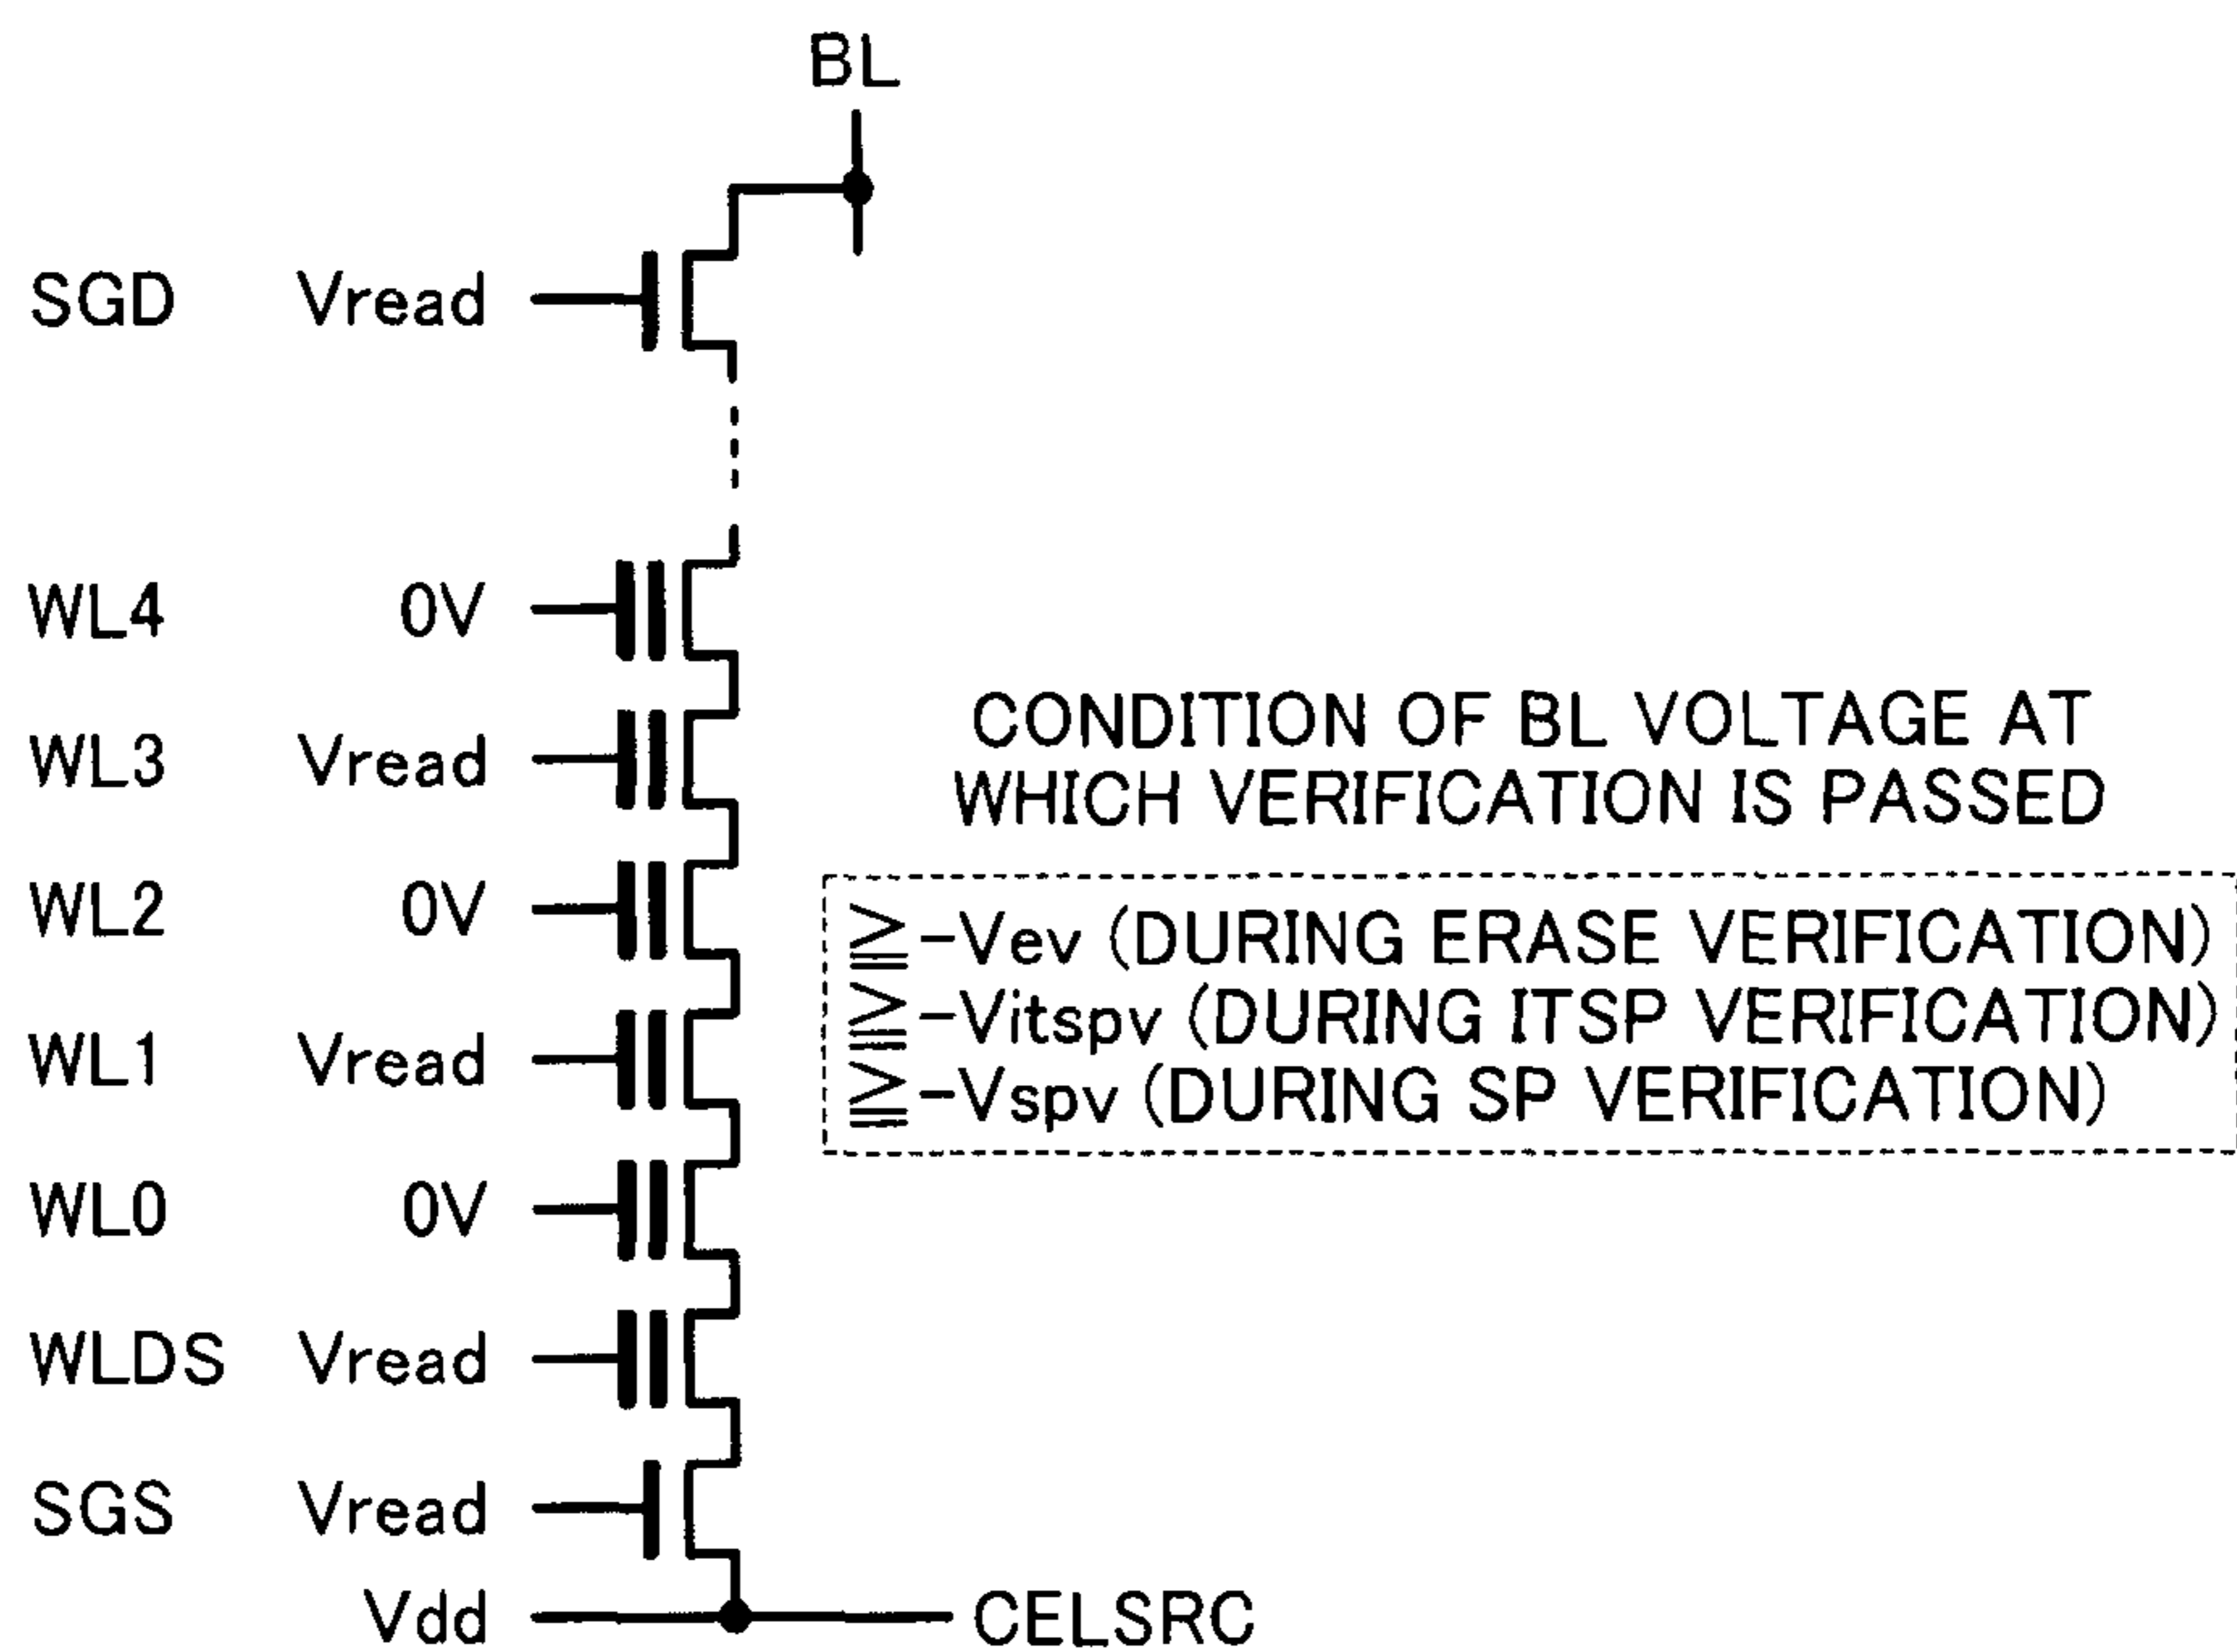 BL
SGD Vread
WL4 0V
WL3 Vread
CONDITION OF BL VOLTAGE AT
WHICH VERIFICATION IS PASSED
WL2 0V
≧-Vev (DURING ERASE VERIFICATION)
≧-Vitspv (DURING ITSP VERIFICATION)
WL1 Vread
≧-Vspv (DURING SP VERIFICATION)
WL0 0V
WLDS Vread
SGS Vread
Vdd CELSRC